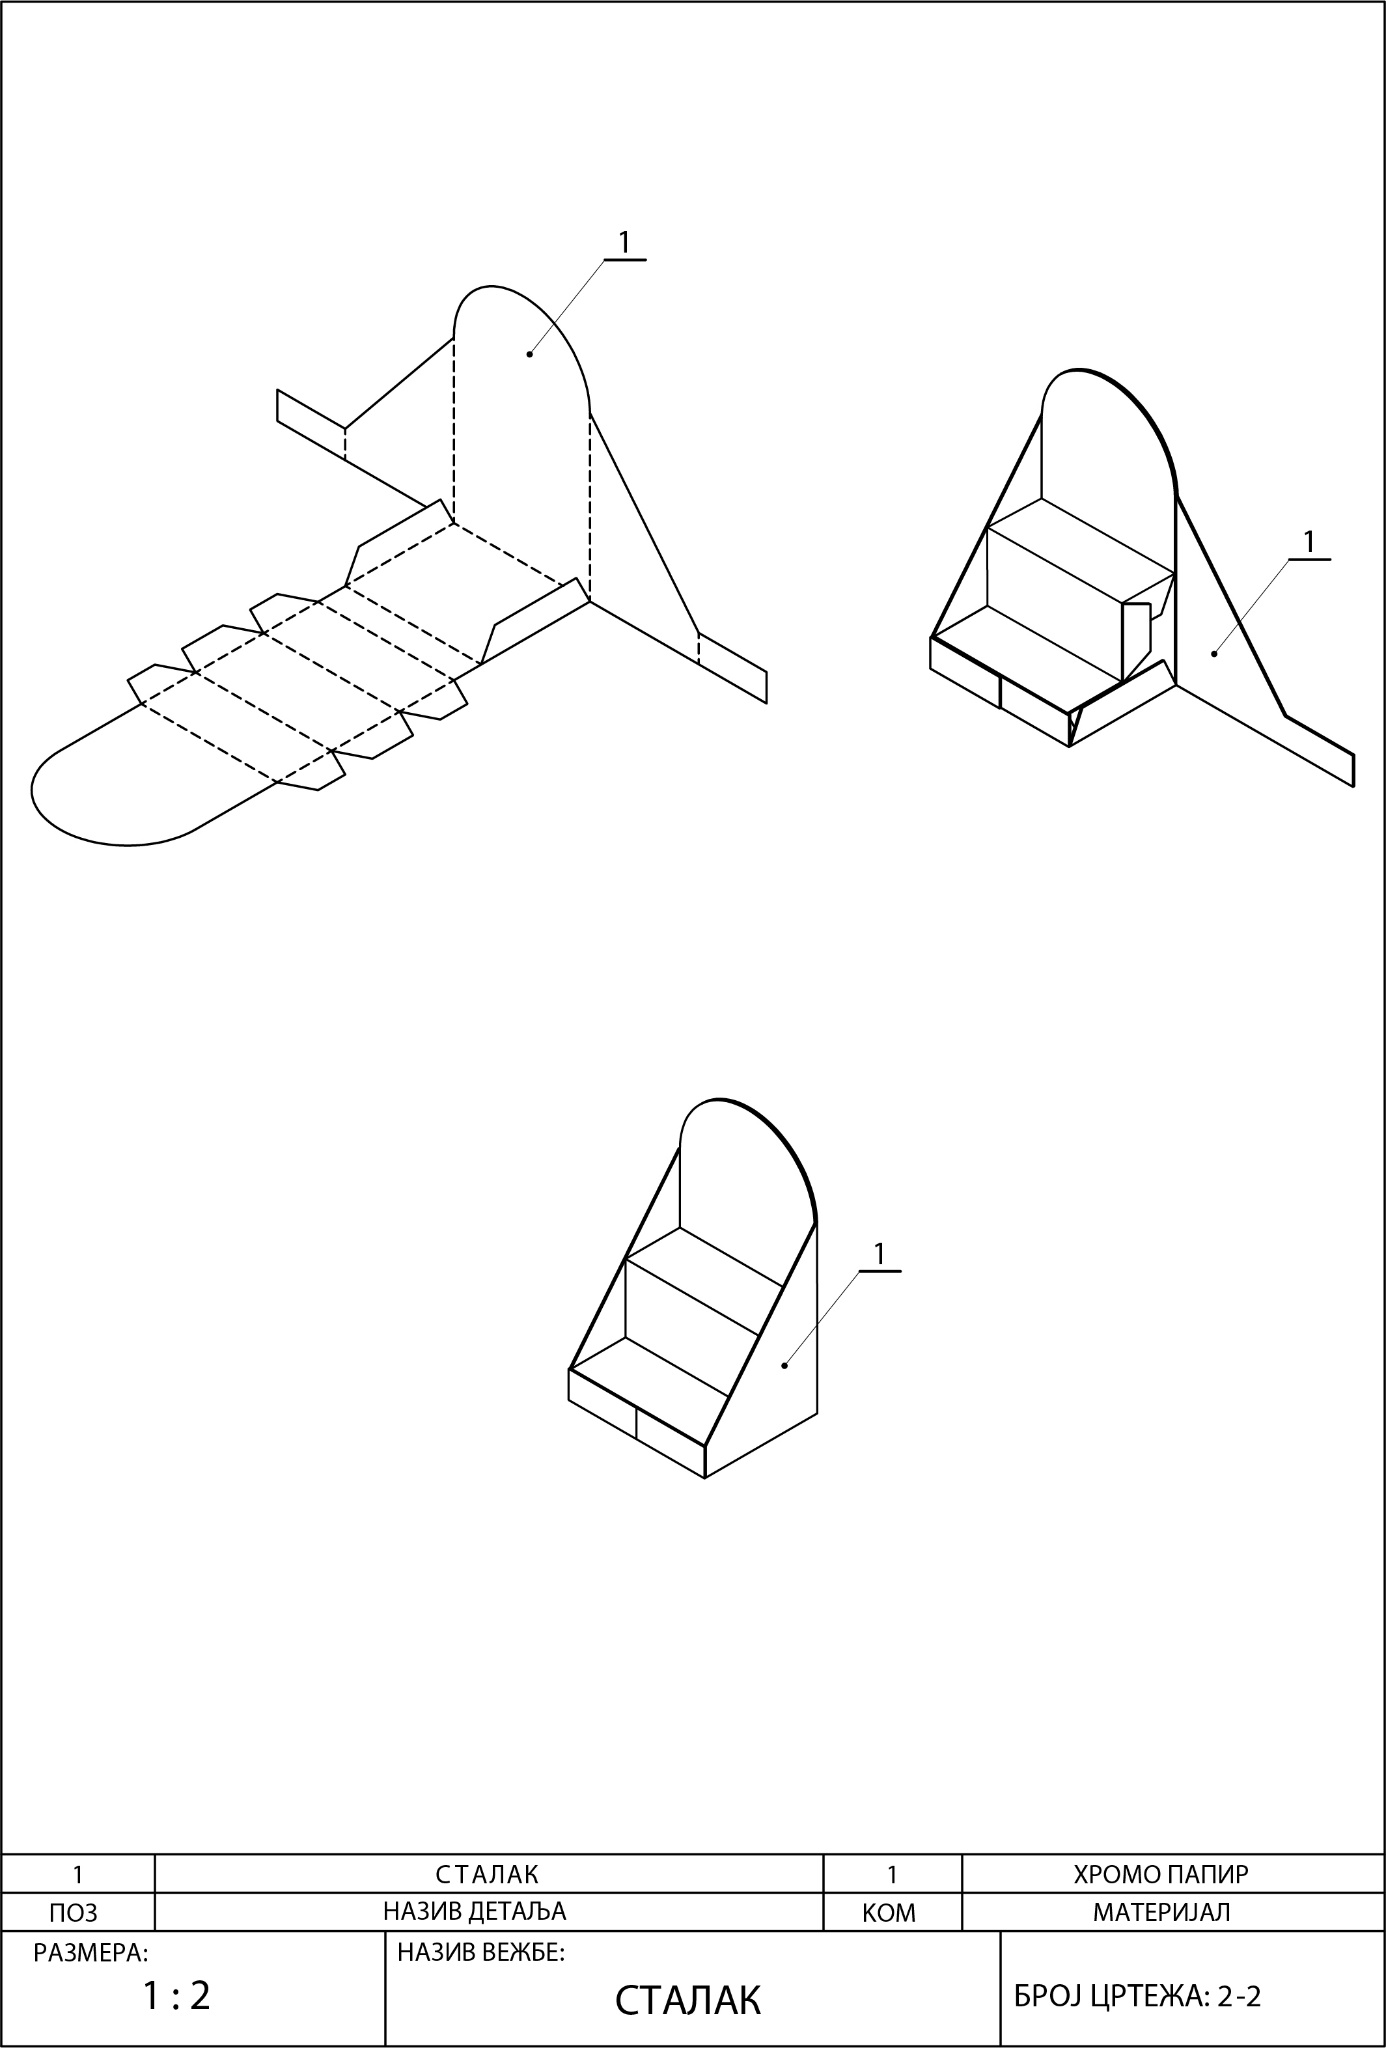 1
1
1
1 СТАЛАК 1 ХРОМО ПАПИР
ПОЗ НАЗИВ ДЕТАЉА КОМ МАТЕРИЈАЛ
РАЗМЕРА: НАЗИВ ВЕЖБЕ:
1 : 2 СТАЛАК БРОЈ ЦРТЕЖА: 2-2